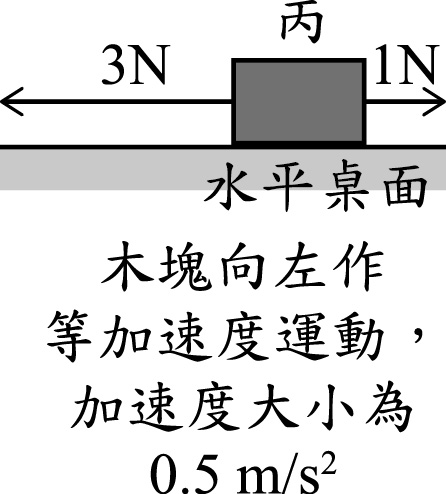 丙
3N 1N
水平桌面
木塊向左作
等加速度運動，
加速度大小為
0.5 m/s²